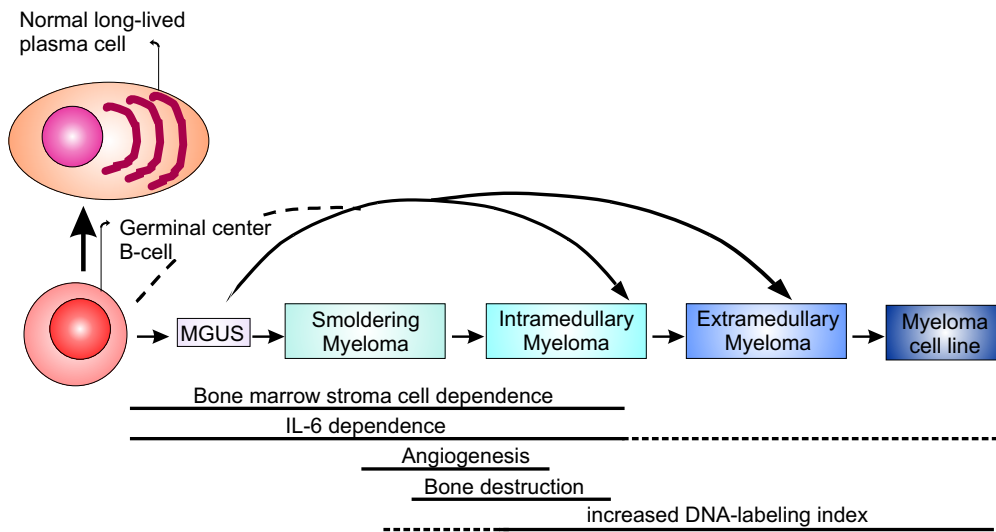 Normal long-lived
plasma cell
Germinal center
B-cell
MGUS
Smoldering
Myeloma
Intramedullary
Myeloma
Extramedullary
Myeloma
Myeloma
cell line
Bone marrow stroma cell dependence
IL-6 dependence
Angiogenesis
Bone destruction
increased DNA-labeling index